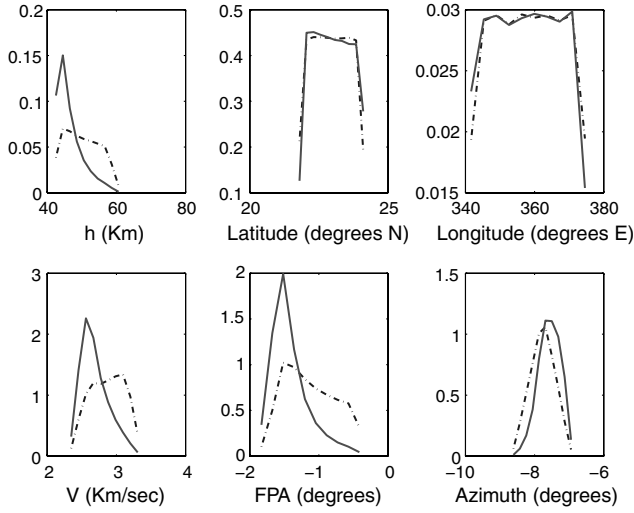 0.2
0.15
0.1
0.05
0
40 60 80
h (Km)
0.5
0.4
0.3
0.2
0.1
20 25
Latitude (degrees N)
0.03
0.025
0.02
0.015
340 360 380
Longitude (degrees E)
3
2
1
0
2 3 4
V (Km/sec)
2
1.5
1
0.5
0
−2 −1 0
FPA (degrees)
1.5
1
0.5
0
−10 −8 −6
Azimuth (degrees)